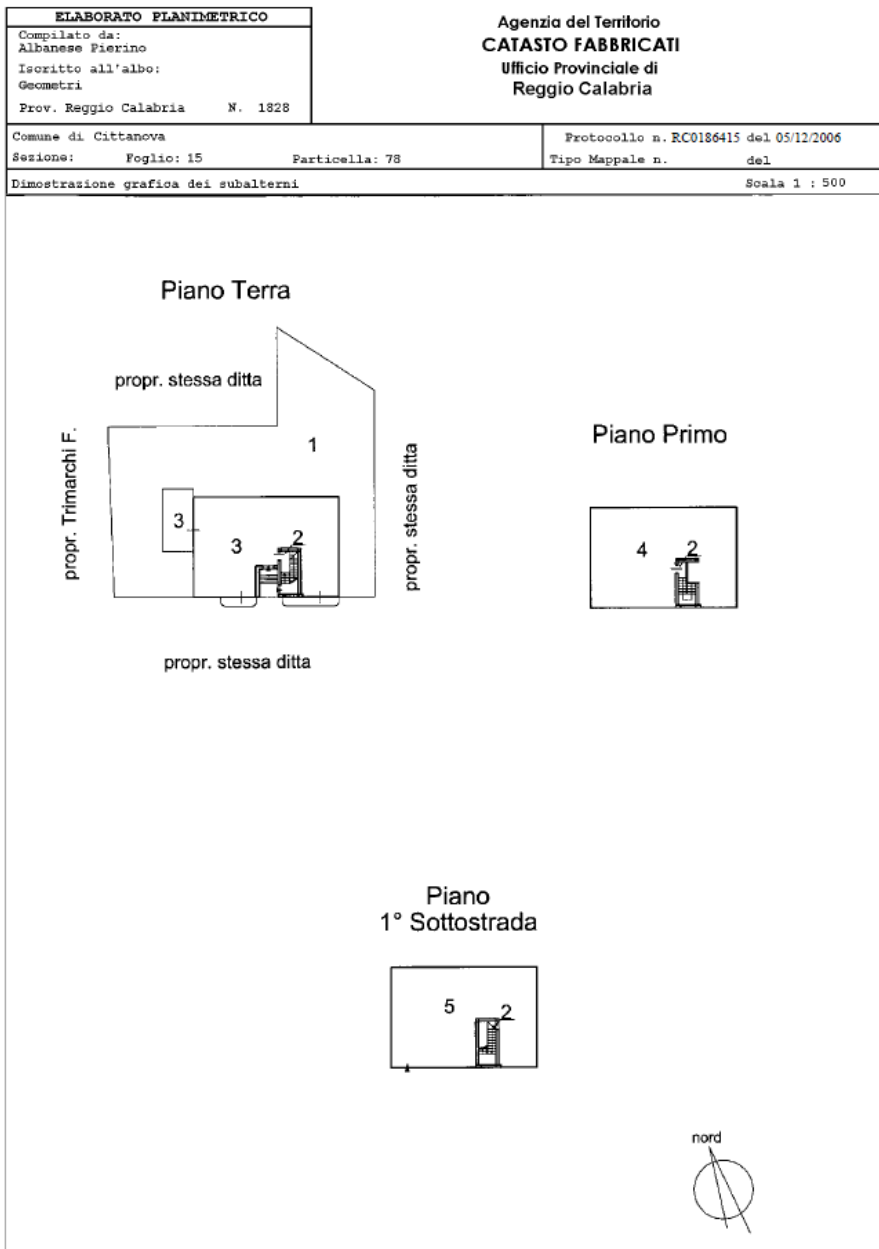 ELABORATO PLANIMETRICO
Compilato da:
Albanese Pierino
Iscritto all'albo:
Geometri
Prov. Reggio Calabria N. 1828
Agenzia del Territorio
CATASTO FABBRICATI
Ufficio Provinciale di
Reggio Calabria
Comune di Cittanova
Sezione: Foglio: 15 Particella: 78
Protocollo n. RC0186415 del 05/12/2006
Tipo Mappale n. del
Dimostrazione grafica dei subalterni Scala 1 : 500
Piano Terra
propr. stessa ditta
propr. Trimarchi F.
1
propr. stessa ditta
3
3
2
propr. stessa ditta
Piano Primo
4
2
Piano
1° Sottostrada
5
2
nord